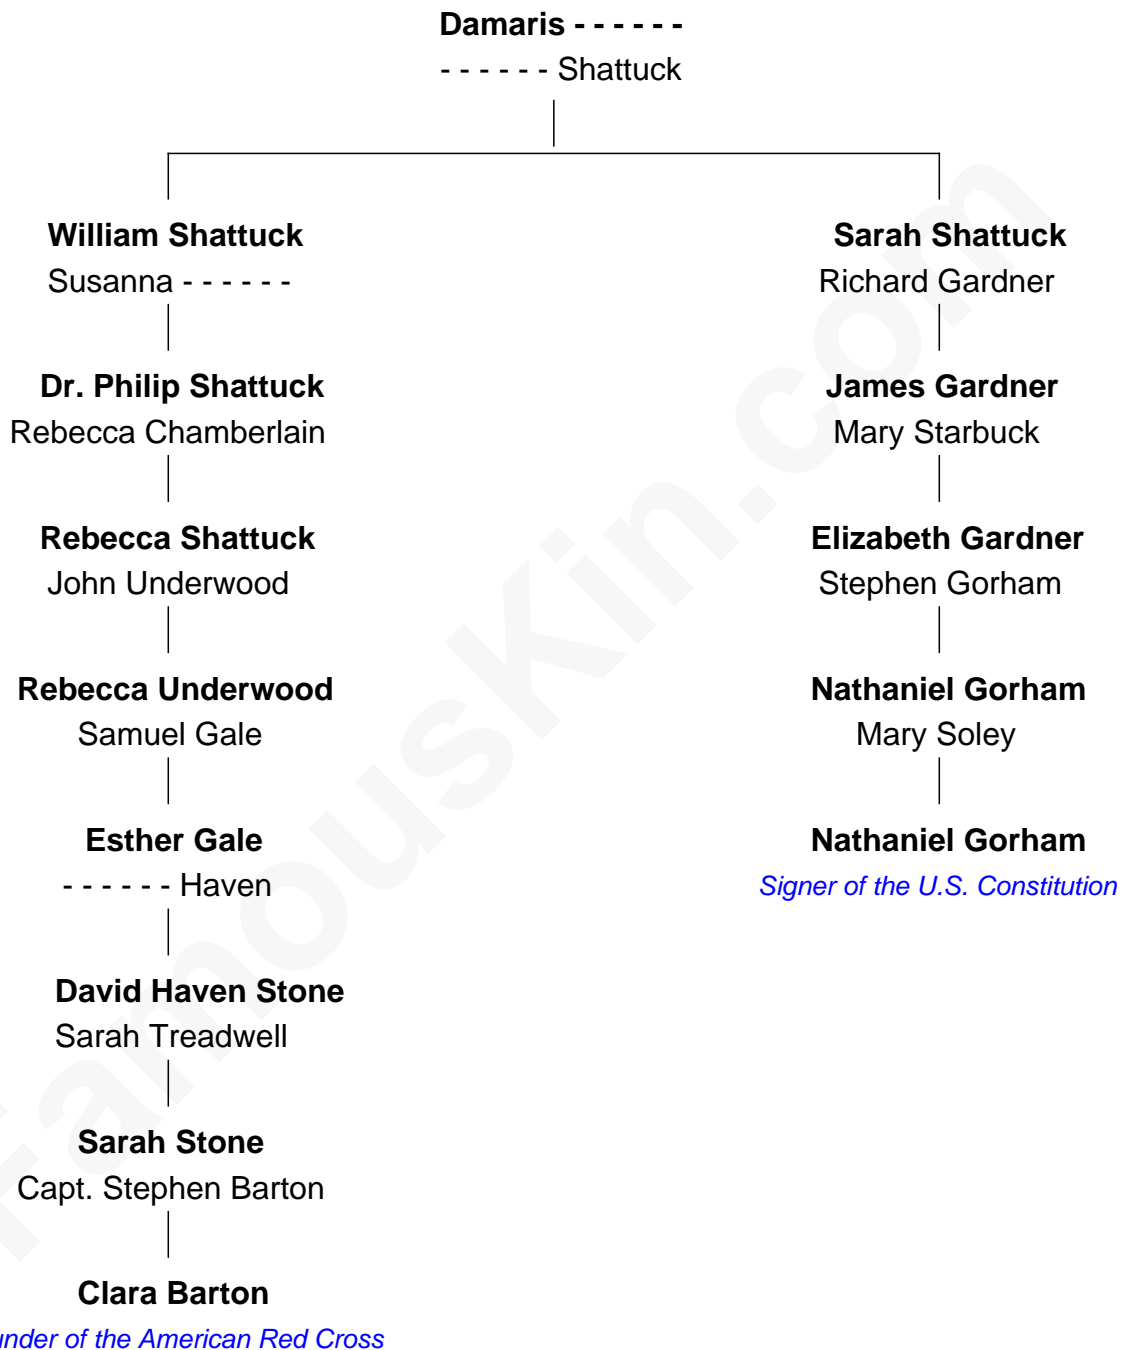 Damaris - - - - - -
- - - - - - Shattuck
William Shattuck
Susanna - - - - - -
Sarah Shattuck
Richard Gardner
Dr. Philip Shattuck
Rebecca Chamberlain
James Gardner
Mary Starbuck
Rebecca Shattuck
John Underwood
Elizabeth Gardner
Stephen Gorham
Rebecca Underwood
Samuel Gale
Nathaniel Gorham
Mary Soley
Esther Gale
- - - - - - Haven
Nathaniel Gorham
Signer of the U.S. Constitution
David Haven Stone
Sarah Treadwell
Sarah Stone
Capt. Stephen Barton
Clara Barton
under of the American Red Cross
FamousKin.com